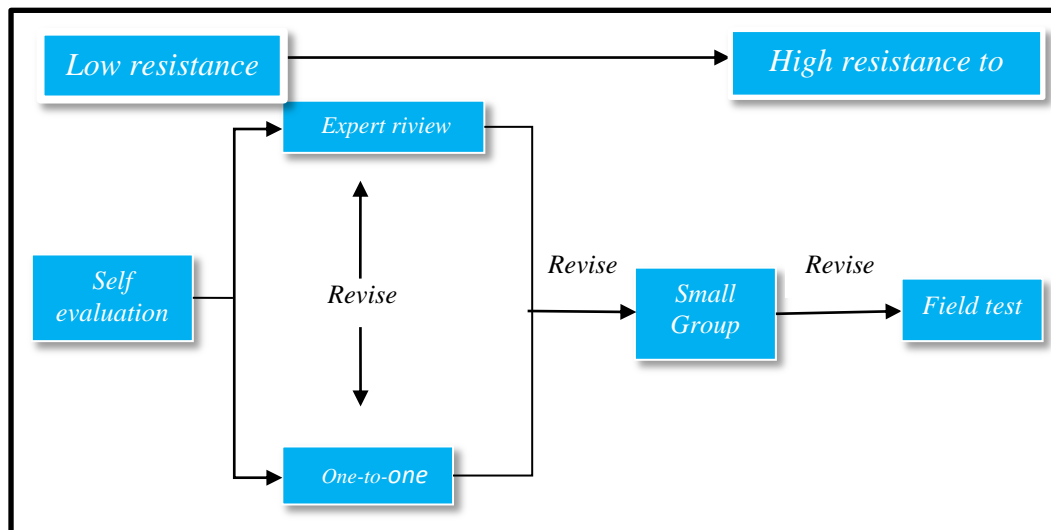 Low resistance
High resistance to
Expert riview
Self
evaluation
Revise
Revise
Small
Group
Revise
Field test
One-to-one